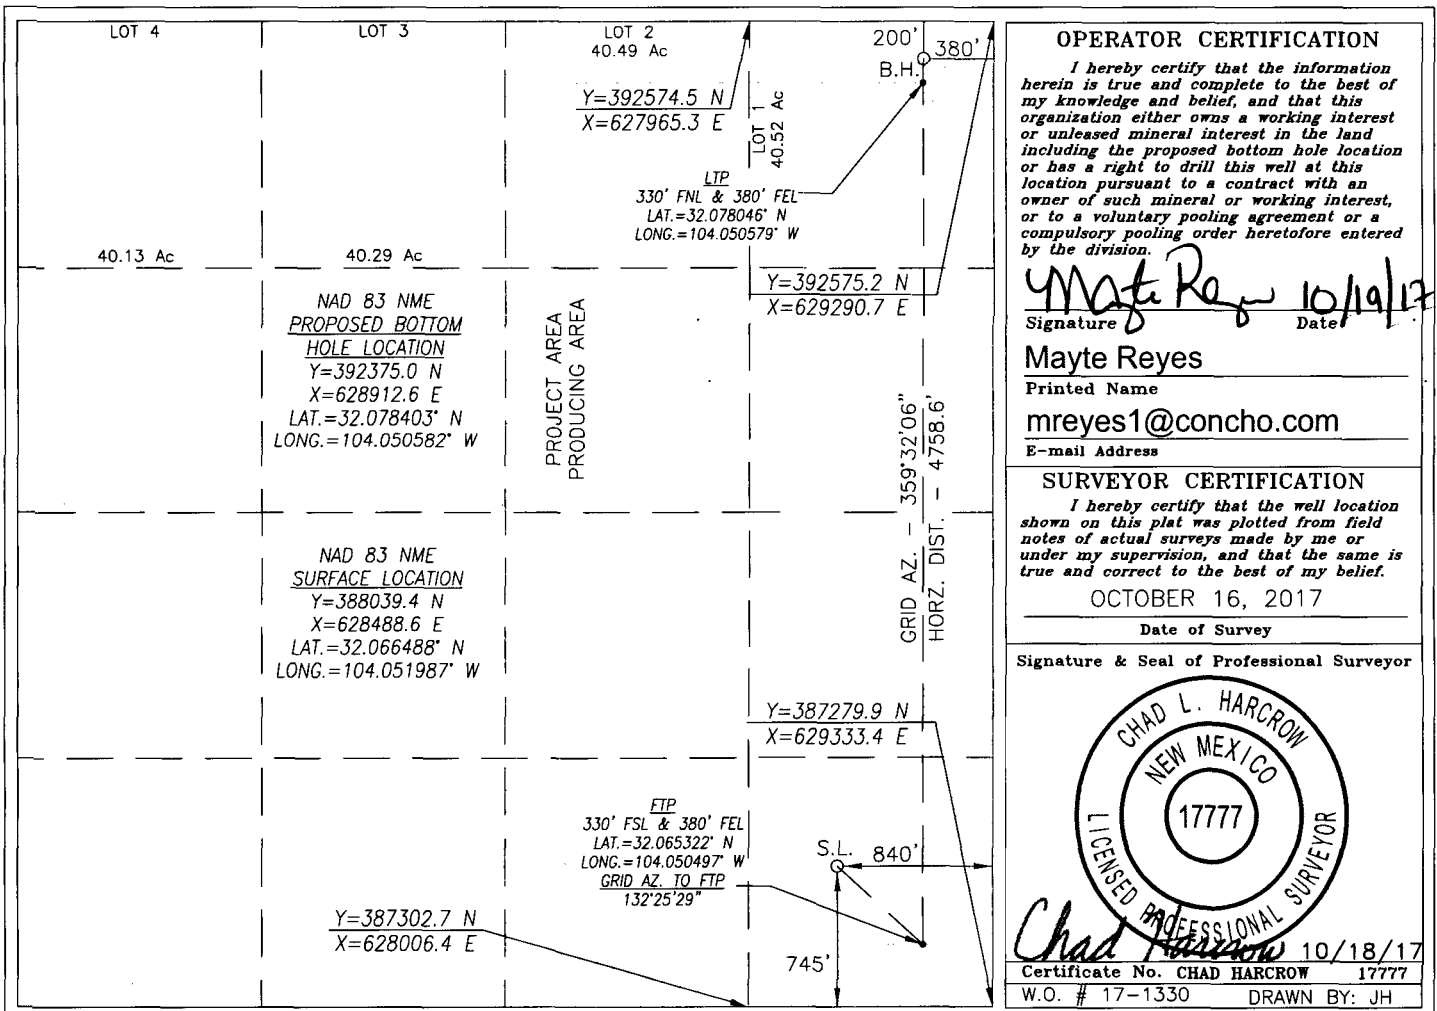 LOT 4
LOT 3
LOT 2
40.49 Ac
200'
380'
B.H.
Y=392574.5 N
X=627965.3 E
LOT 1
40.52 Ac
LTP
330' FNL & 380' FEL
LAT.=32.078046° N
LONG.=104.050579° W
40.13 Ac
40.29 Ac
Y=392575.2 N
X=629290.7 E
NAD 83 NME
PROPOSED BOTTOM
HOLE LOCATION
Y=392375.0 N
X=628912.6 E
LAT.=32.078403° N
LONG.=104.050582° W
PROJECT AREA
PRODUCING AREA
GRID AZ. - 359°32'06"
HORZ. DIST. - 4758.6'
NAD 83 NME
SURFACE LOCATION
Y=388039.4 N
X=628488.6 E
LAT.=32.066488° N
LONG.=104.051987° W
Y=387279.9 N
X=629333.4 E
FTP
330' FSL & 380' FEL
LAT.=32.065322° N
LONG.=104.050497° W
GRID AZ. TO FTP
132°25'29"
S.L.
840'
745'
Y=387302.7 N
X=628006.4 E
OPERATOR CERTIFICATION
I hereby certify that the information
herein is true and complete to the best of
my knowledge and belief, and that this
organization either owns a working interest
or unleased mineral interest in the land
including the proposed bottom hole location
or has a right to drill this well at this
location pursuant to a contract with an
owner of such mineral or working interest,
or to a voluntary pooling agreement or a
compulsory pooling order heretofore entered
by the division.
Mayte Reyes 10/19/17
Signature Date
Mayte Reyes
Printed Name
mreyes1@concho.com
E-mail Address
SURVEYOR CERTIFICATION
I hereby certify that the well location
shown on this plat was plotted from field
notes of actual surveys made by me or
under my supervision, and that the same is
true and correct to the best of my belief.
OCTOBER 16, 2017
Date of Survey
Signature & Seal of Professional Surveyor
CHAD L. HARCROW
NEW MEXICO
17777
LICENSED PROFESSIONAL SURVEYOR
Chad Harcrow 10/18/17
Certificate No. CHAD HARCROW 17777
W.O. # 17-1330 DRAWN BY: JH